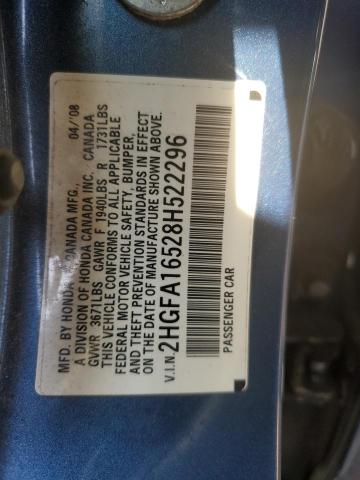 MFD. BY HONDA OF CANADA MFG., 04/'08
A DIVISION OF HONDA CANADA INC. / CANADA
GVWR 3671LBS GAWR F 1940LBS R 1731LBS
THIS VEHICLE CONFORMS TO ALL APPLICABLE
FEDERAL MOTOR VEHICLE SAFETY, BUMPER,
AND THEFT PREVENTION STANDARDS IN EFFECT
ON THE DATE OF MANUFACTURE SHOWN ABOVE.
V.I.N. 2HGFA16528H522296
PASSENGER CAR